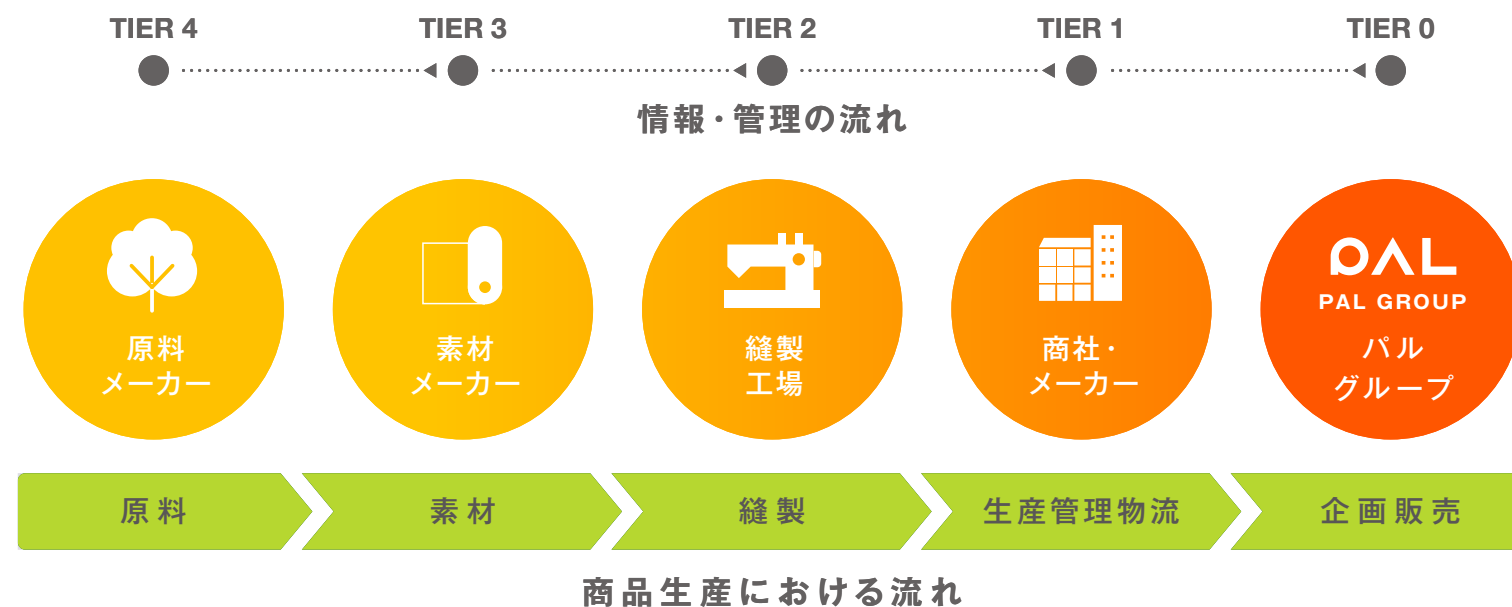 TIER 4
TIER 3
TIER 2
TIER 1
TIER 0
情報・管理の流れ
原料
メーカー
素材
メーカー
縫製
工場
商社・
メーカー
PAL
PAL GROUP
パル
グループ
原料
素材
縫製
生産管理物流
企画販売
商品生産における流れ